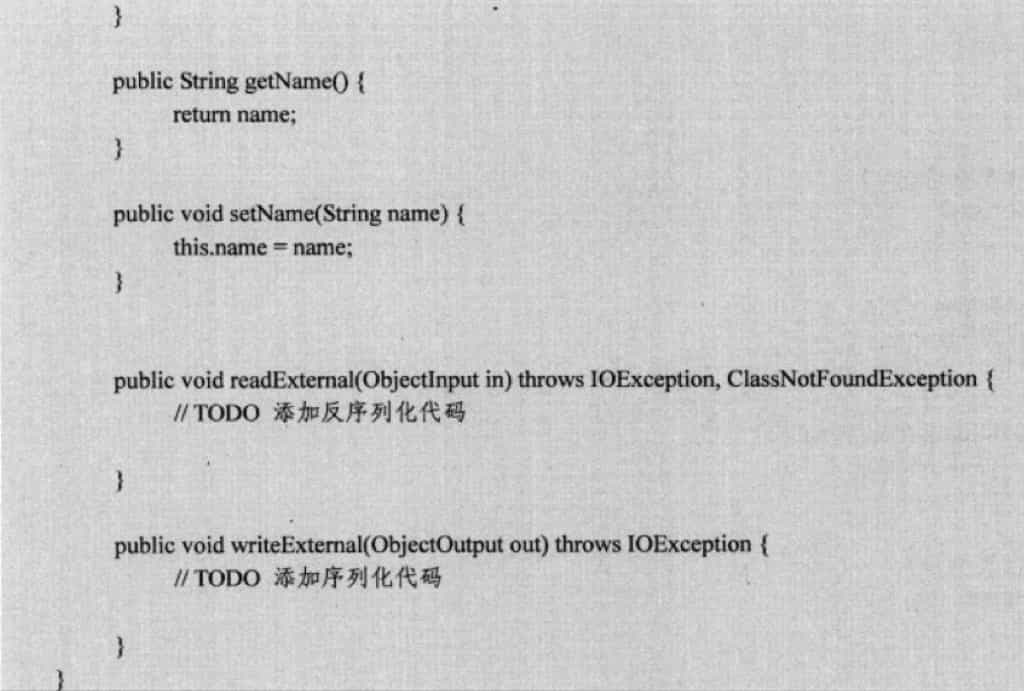 }
public String getName() {
return name;
}
public void setName(String name) {
this.name = name;
}
public void readExternal(ObjectInput in) throws IOException, ClassNotFoundException {
// TODO 添加反序列化代码
}
public void writeExternal(ObjectOutput out) throws IOException {
// TODO 添加序列化代码
}
}